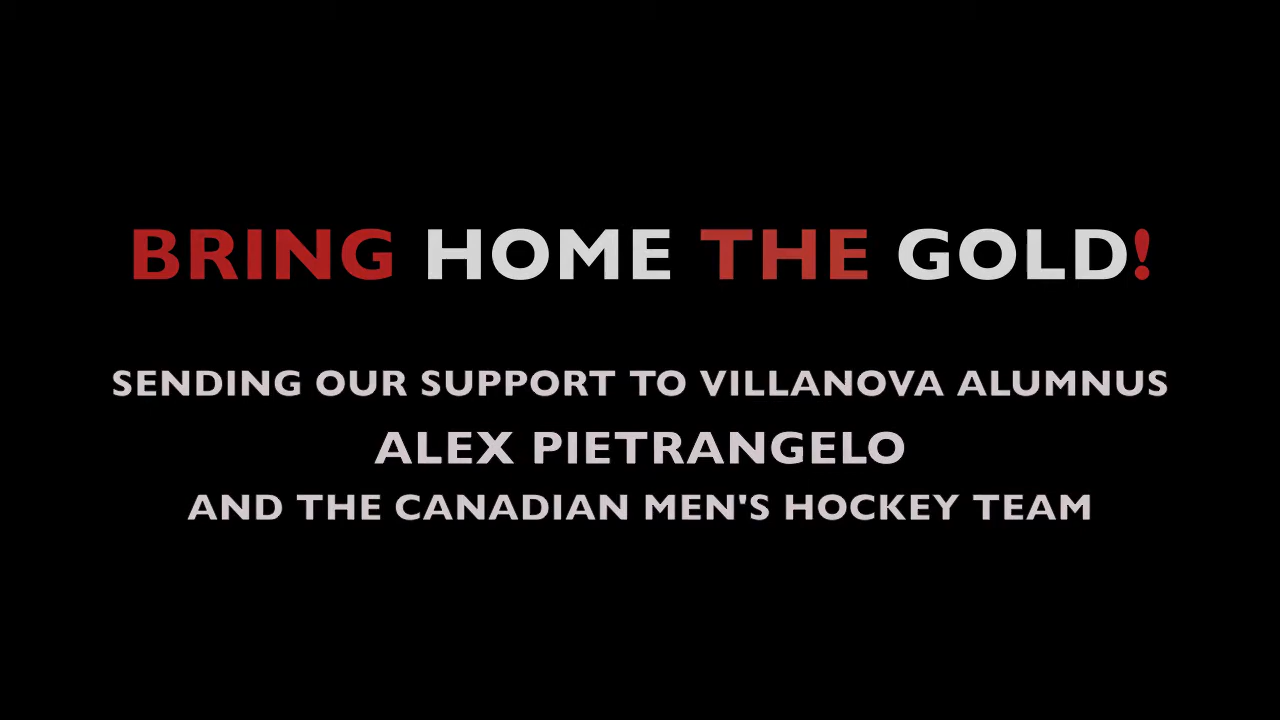 BRING HOME THE GOLD!
SENDING OUR SUPPORT TO VILLANOVA ALUMNUS
ALEX PIETRANGELO
AND THE CANADIAN MEN'S HOCKEY TEAM